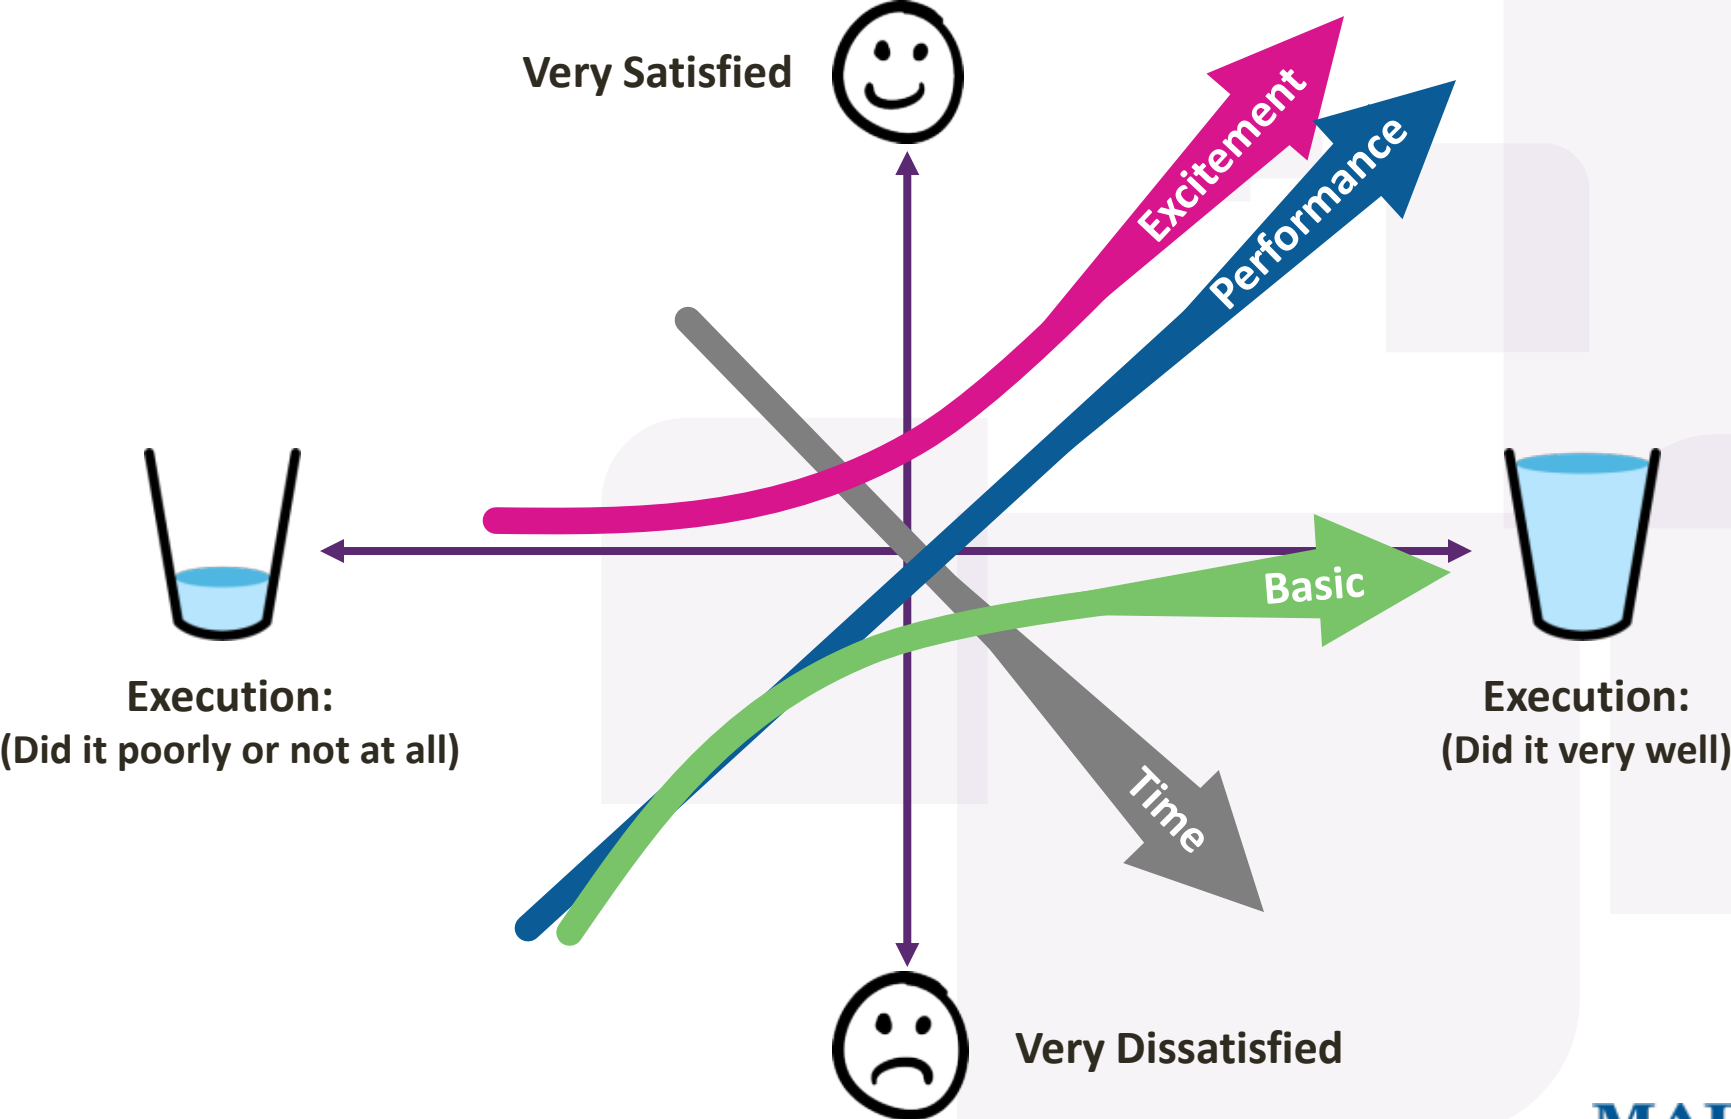 Very Satisfied
Excitement
Performance
Basic
Time
Execution:
(Did it poorly or not at all)
Execution:
(Did it very well)
Very Dissatisfied